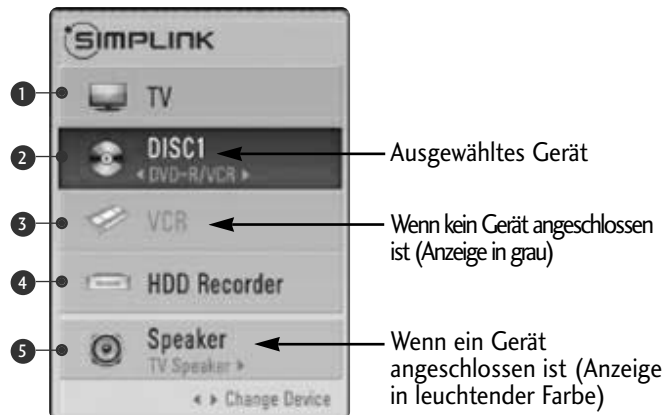 SIMPLINK
1 TV
2 DISC1
◂ DVD-R/VCR ▸
Ausgewähltes Gerät
3 VCR
Wenn kein Gerät angeschlossen
ist (Anzeige in grau)
4 HDD Recorder
5 Speaker
TV Speaker ▸
Wenn ein Gerät
angeschlossen ist (Anzeige
in leuchtender Farbe)
◂ ▸ Change Device